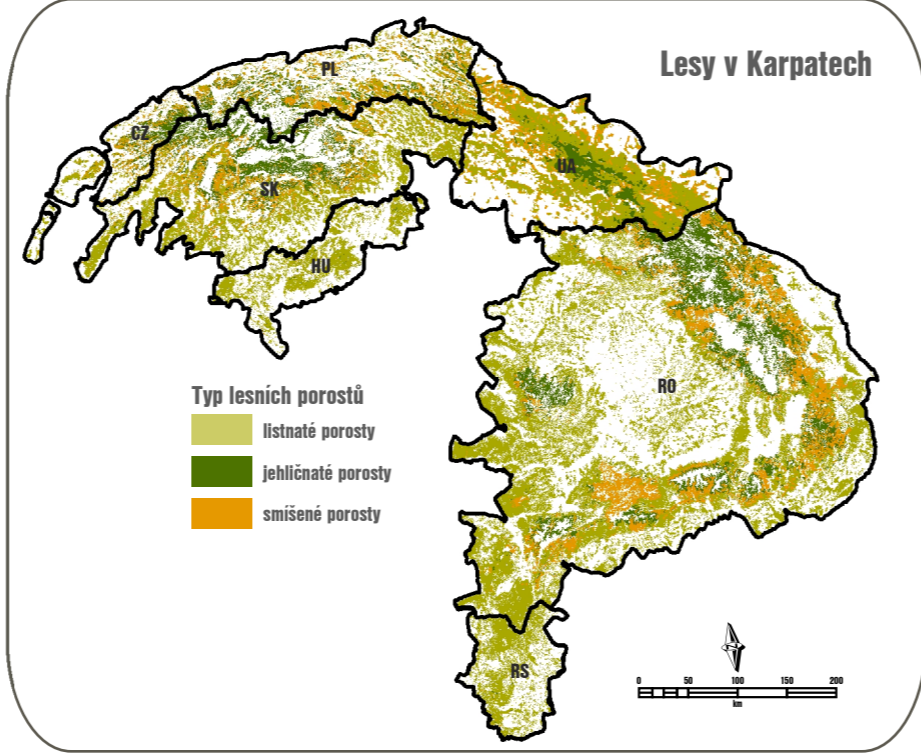 Lesy v Karpatech
PL
CZ
UA
SK
HU
RO
RS
Typ lesních porostů
listnaté porosty
jehličnaté porosty
smíšené porosty
0 50 100 150 200
km